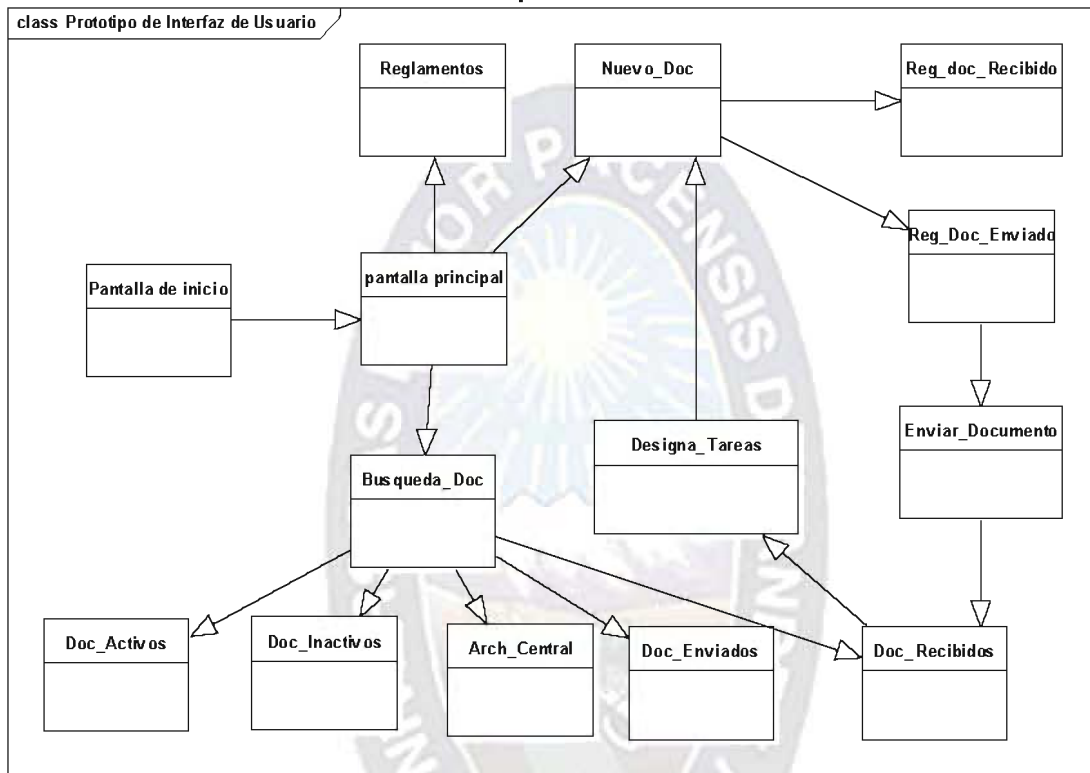 class Prototipo de Interfaz de Usuario
Reglamentos
Nuevo_Doc
Reg_doc_Recibido
Reg_Doc_Enviado
Pantalla de inicio
pantalla principal
Busqueda_Doc
Designa_Tareas
Enviar_Documento
Doc_Activos
Doc_Inactivos
Arch_Central
Doc_Enviados
Doc_Recibidos